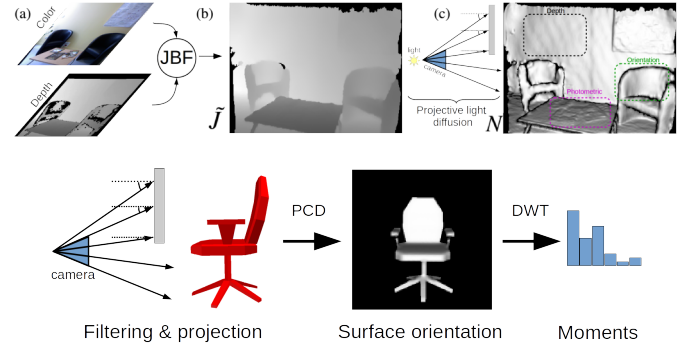 (a)
Color
Depth
JBF
(b)
J̃
(c)
light
camera
Projective light
diffusion
N
Depth
Orientation
Photometric
camera
PCD
DWT
Filtering & projection
Surface orientation
Moments